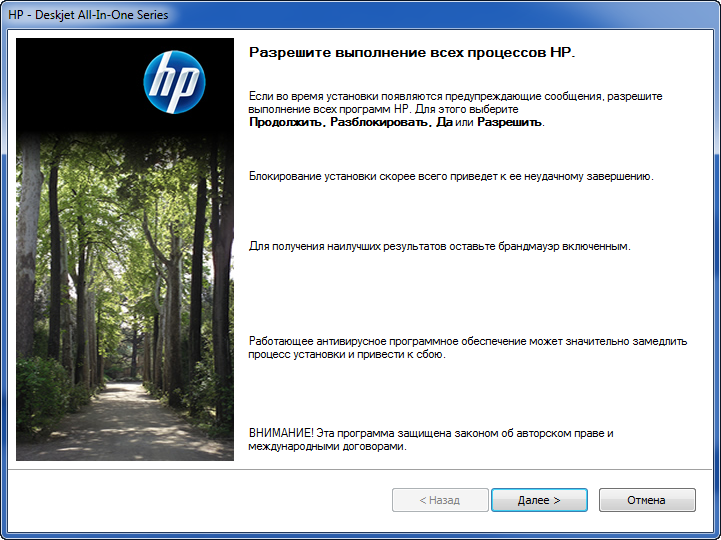 HP - Deskjet All-In-One Series
hp
Разрешите выполнение всех процессов HP.
Если во время установки появляются предупреждающие сообщения, разрешите
выполнение всех программ HP. Для этого выберите
Продолжить, Разблокировать, Да или Разрешить.
Блокирование установки скорее всего приведет к ее неудачному завершению.
Для получения наилучших результатов оставьте брандмауэр включенным.
Работающее антивирусное программное обеспечение может значительно замедлить
процесс установки и привести к сбою.
ВНИМАНИЕ! Эта программа защищена законом об авторском праве и
международными договорами.
< Назад
Далее >
Отмена